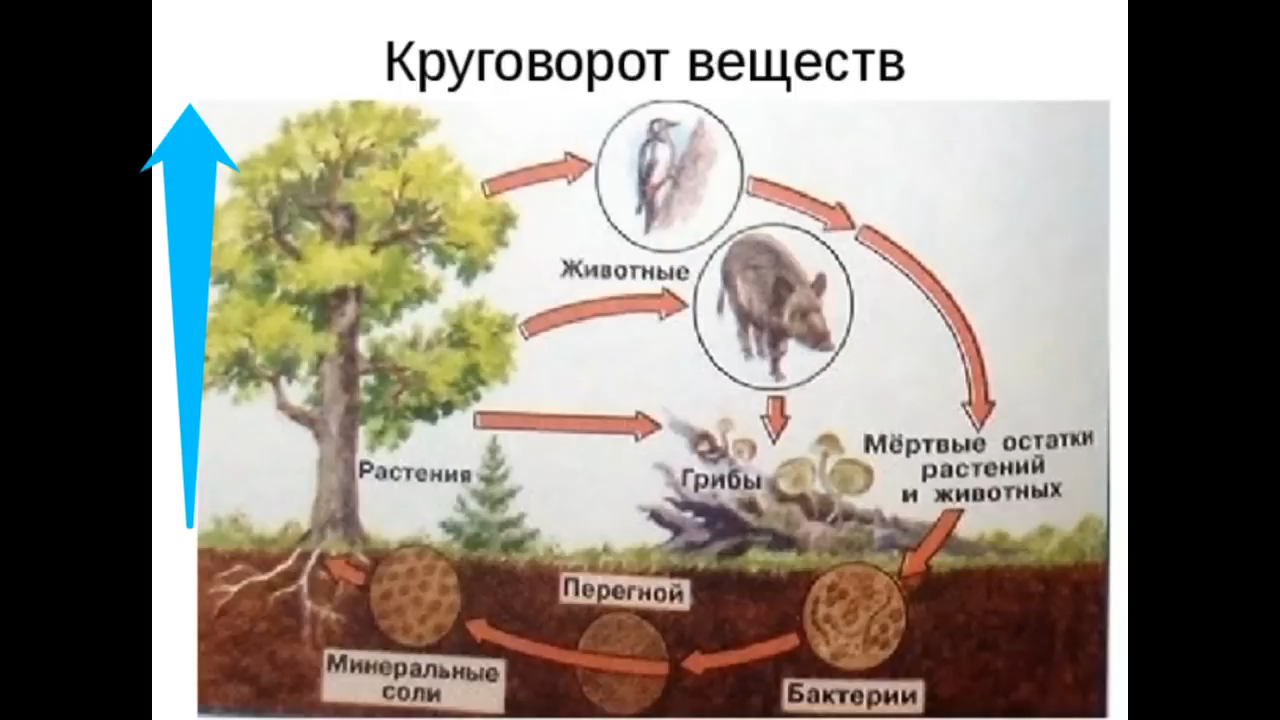 Круговорот веществ
Животные
Растения
Грибы
Мёртвые остатки
растений
и животных
Перегной
Минеральные
соли
Бактерии